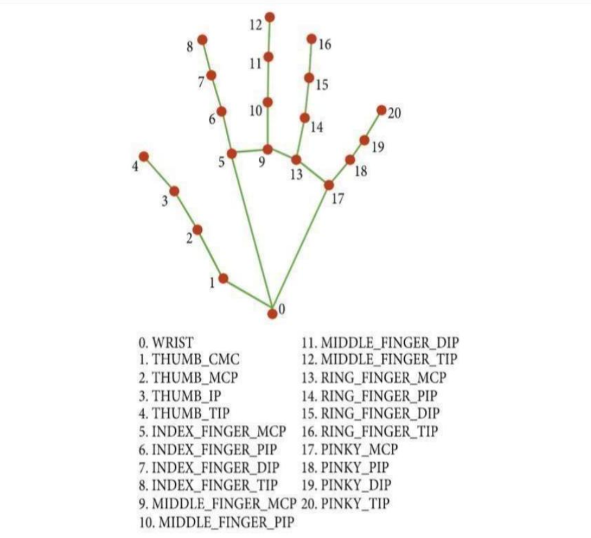 12
8
16
11
7
15
10
6
20
14
19
4
5
9
13
18
3
17
2
1
0
0. WRIST
1. THUMB_CMC
2. THUMB_MCP
3. THUMB_IP
4. THUMB_TIP
5. INDEX_FINGER_MCP
6. INDEX_FINGER_PIP
7. INDEX_FINGER_DIP
8. INDEX_FINGER_TIP
9. MIDDLE_FINGER_MCP
10. MIDDLE_FINGER_PIP
11. MIDDLE_FINGER_DIP
12. MIDDLE_FINGER_TIP
13. RING_FINGER_MCP
14. RING_FINGER_PIP
15. RING_FINGER_DIP
16. RING_FINGER_TIP
17. PINKY_MCP
18. PINKY_PIP
19. PINKY_DIP
20. PINKY_TIP